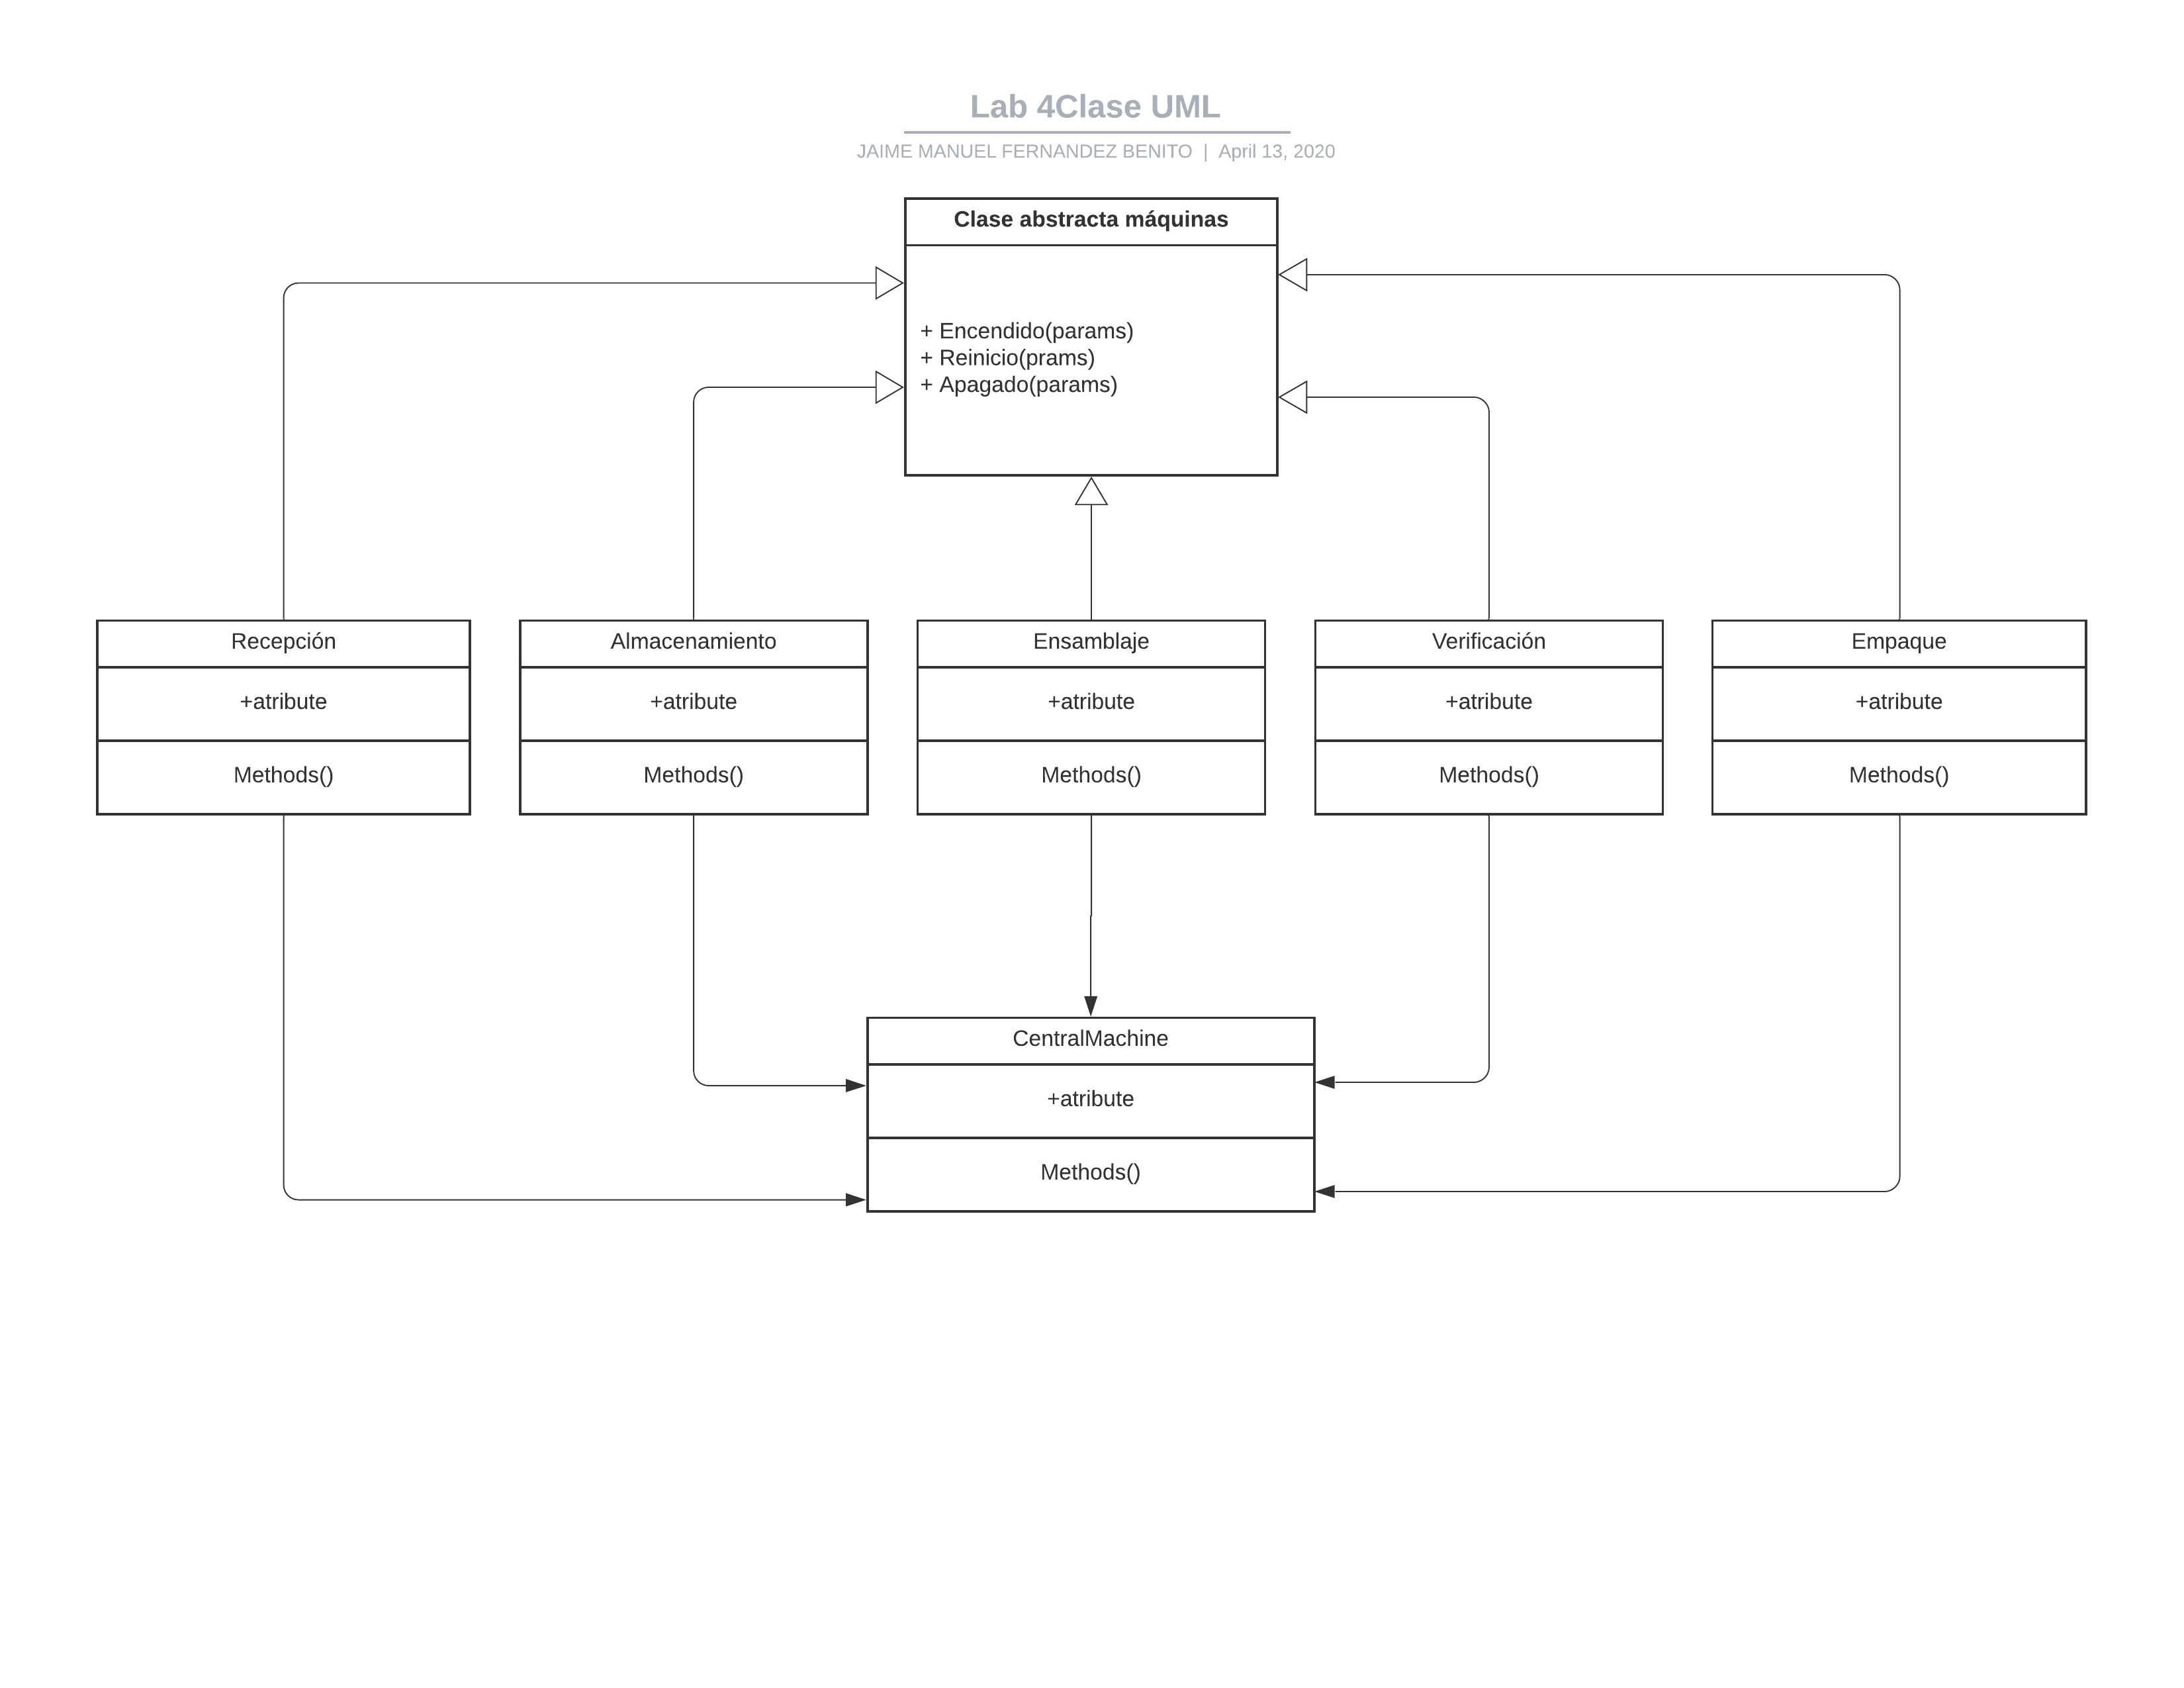 Lab 4Clase UML
JAIME MANUEL FERNANDEZ BENITO | April 13, 2020
Clase abstracta máquinas
+ Encendido(params)
+ Reinicio(prams)
+ Apagado(params)
Recepción
+atribute
Methods()
Almacenamiento
+atribute
Methods()
Ensamblaje
+atribute
Methods()
Verificación
+atribute
Methods()
Empaque
+atribute
Methods()
CentralMachine
+atribute
Methods()